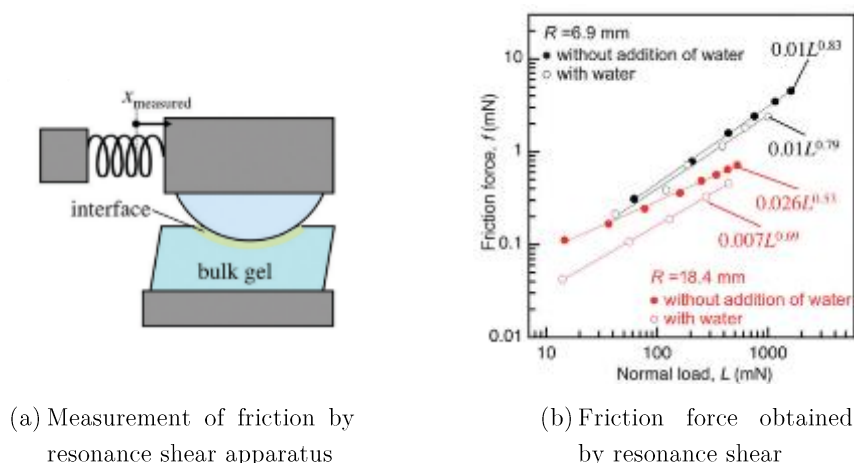 x measured
interface
bulk gel
(a) Measurement of friction by
resonance shear apparatus
R =6.9 mm
● without addition of water
○ with water
0.01L^0.83
0.01L^0.79
0.026L^0.53
0.007L^0.69
R =18.4 mm
● without addition of water
○ with water
Friction force, f (mN)
10
1
0.1
0.01
10
100
1000
Normal load, L (mN)
(b) Friction force obtained
by resonance shear